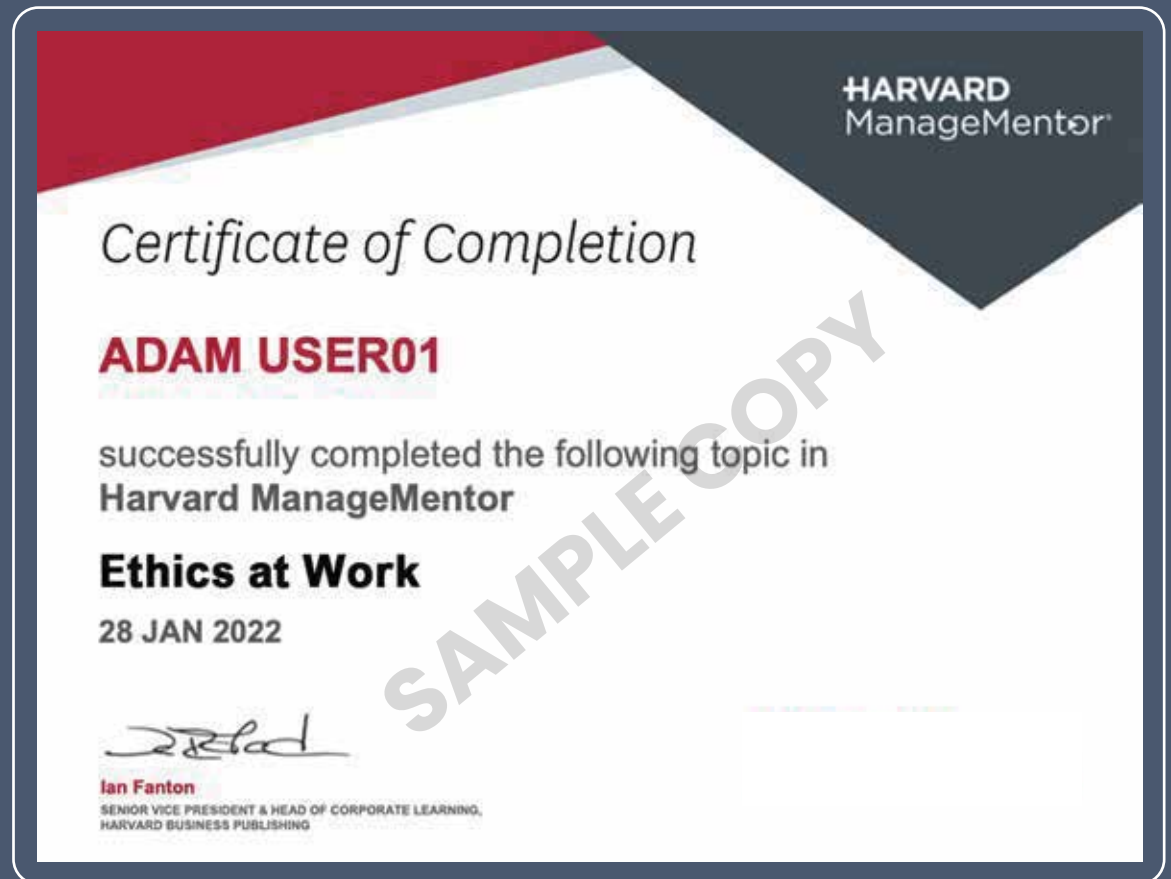 HARVARD
ManageMentor
Certificate of Completion
ADAM USER01
successfully completed the following topic in
Harvard ManageMentor
Ethics at Work
28 JAN 2022
SAMPLE COPY
Ian Fanton
SENIOR VICE PRESIDENT & HEAD OF CORPORATE LEARNING,
HARVARD BUSINESS PUBLISHING